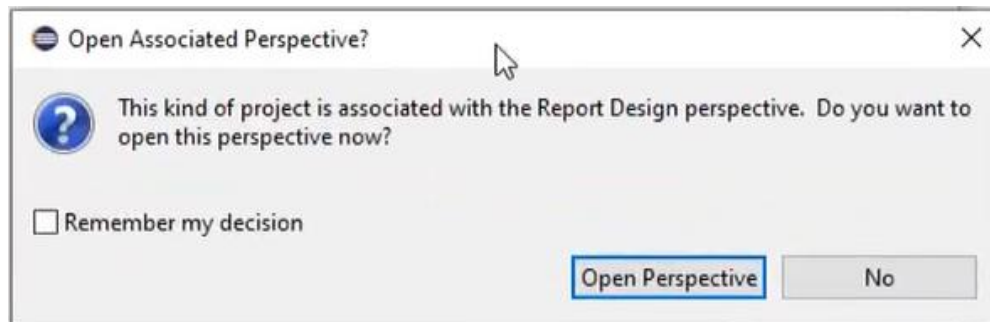 Open Associated Perspective?
This kind of project is associated with the Report Design perspective. Do you want to
open this perspective now?
Remember my decision
Open Perspective
No